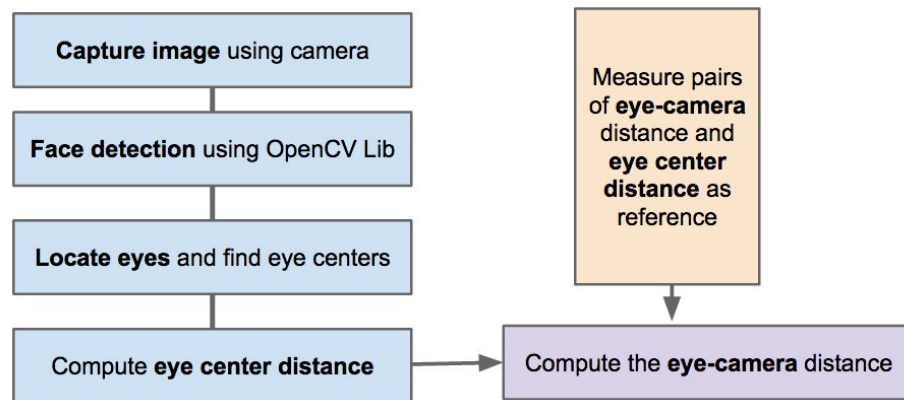 Capture image using camera
Face detection using OpenCV Lib
Locate eyes and find eye centers
Compute eye center distance
Measure pairs
of eye-camera
distance and
eye center
distance as
reference
Compute the eye-camera distance